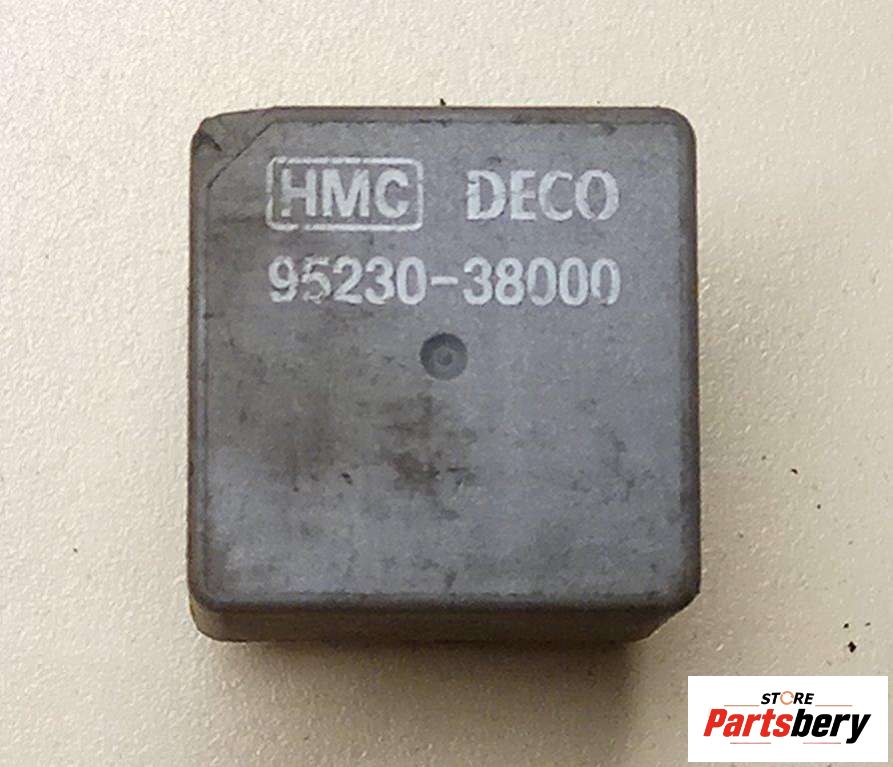 HMC DECO
95230-38000
STORE
Partsbery